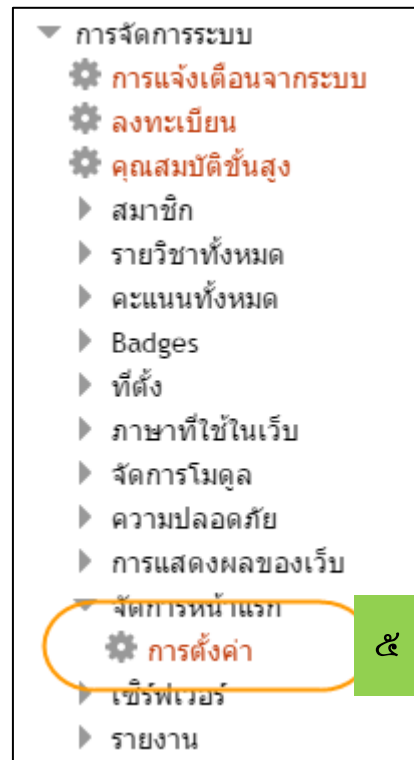 การจัดการระบบ
การแจ้งเตือนจากระบบ
ลงทะเบียน
คุณสมบัติขั้นสูง
สมาชิก
รายวิชาทั้งหมด
คะแนนทั้งหมด
Badges
ที่ตั้ง
ภาษาที่ใช้ในเว็บ
จัดการโมดูล
ความปลอดภัย
การแสดงผลของเว็บ
จัดการหน้าแรก
การตั้งค่า ๕
เซิร์ฟเวอร์
รายงาน